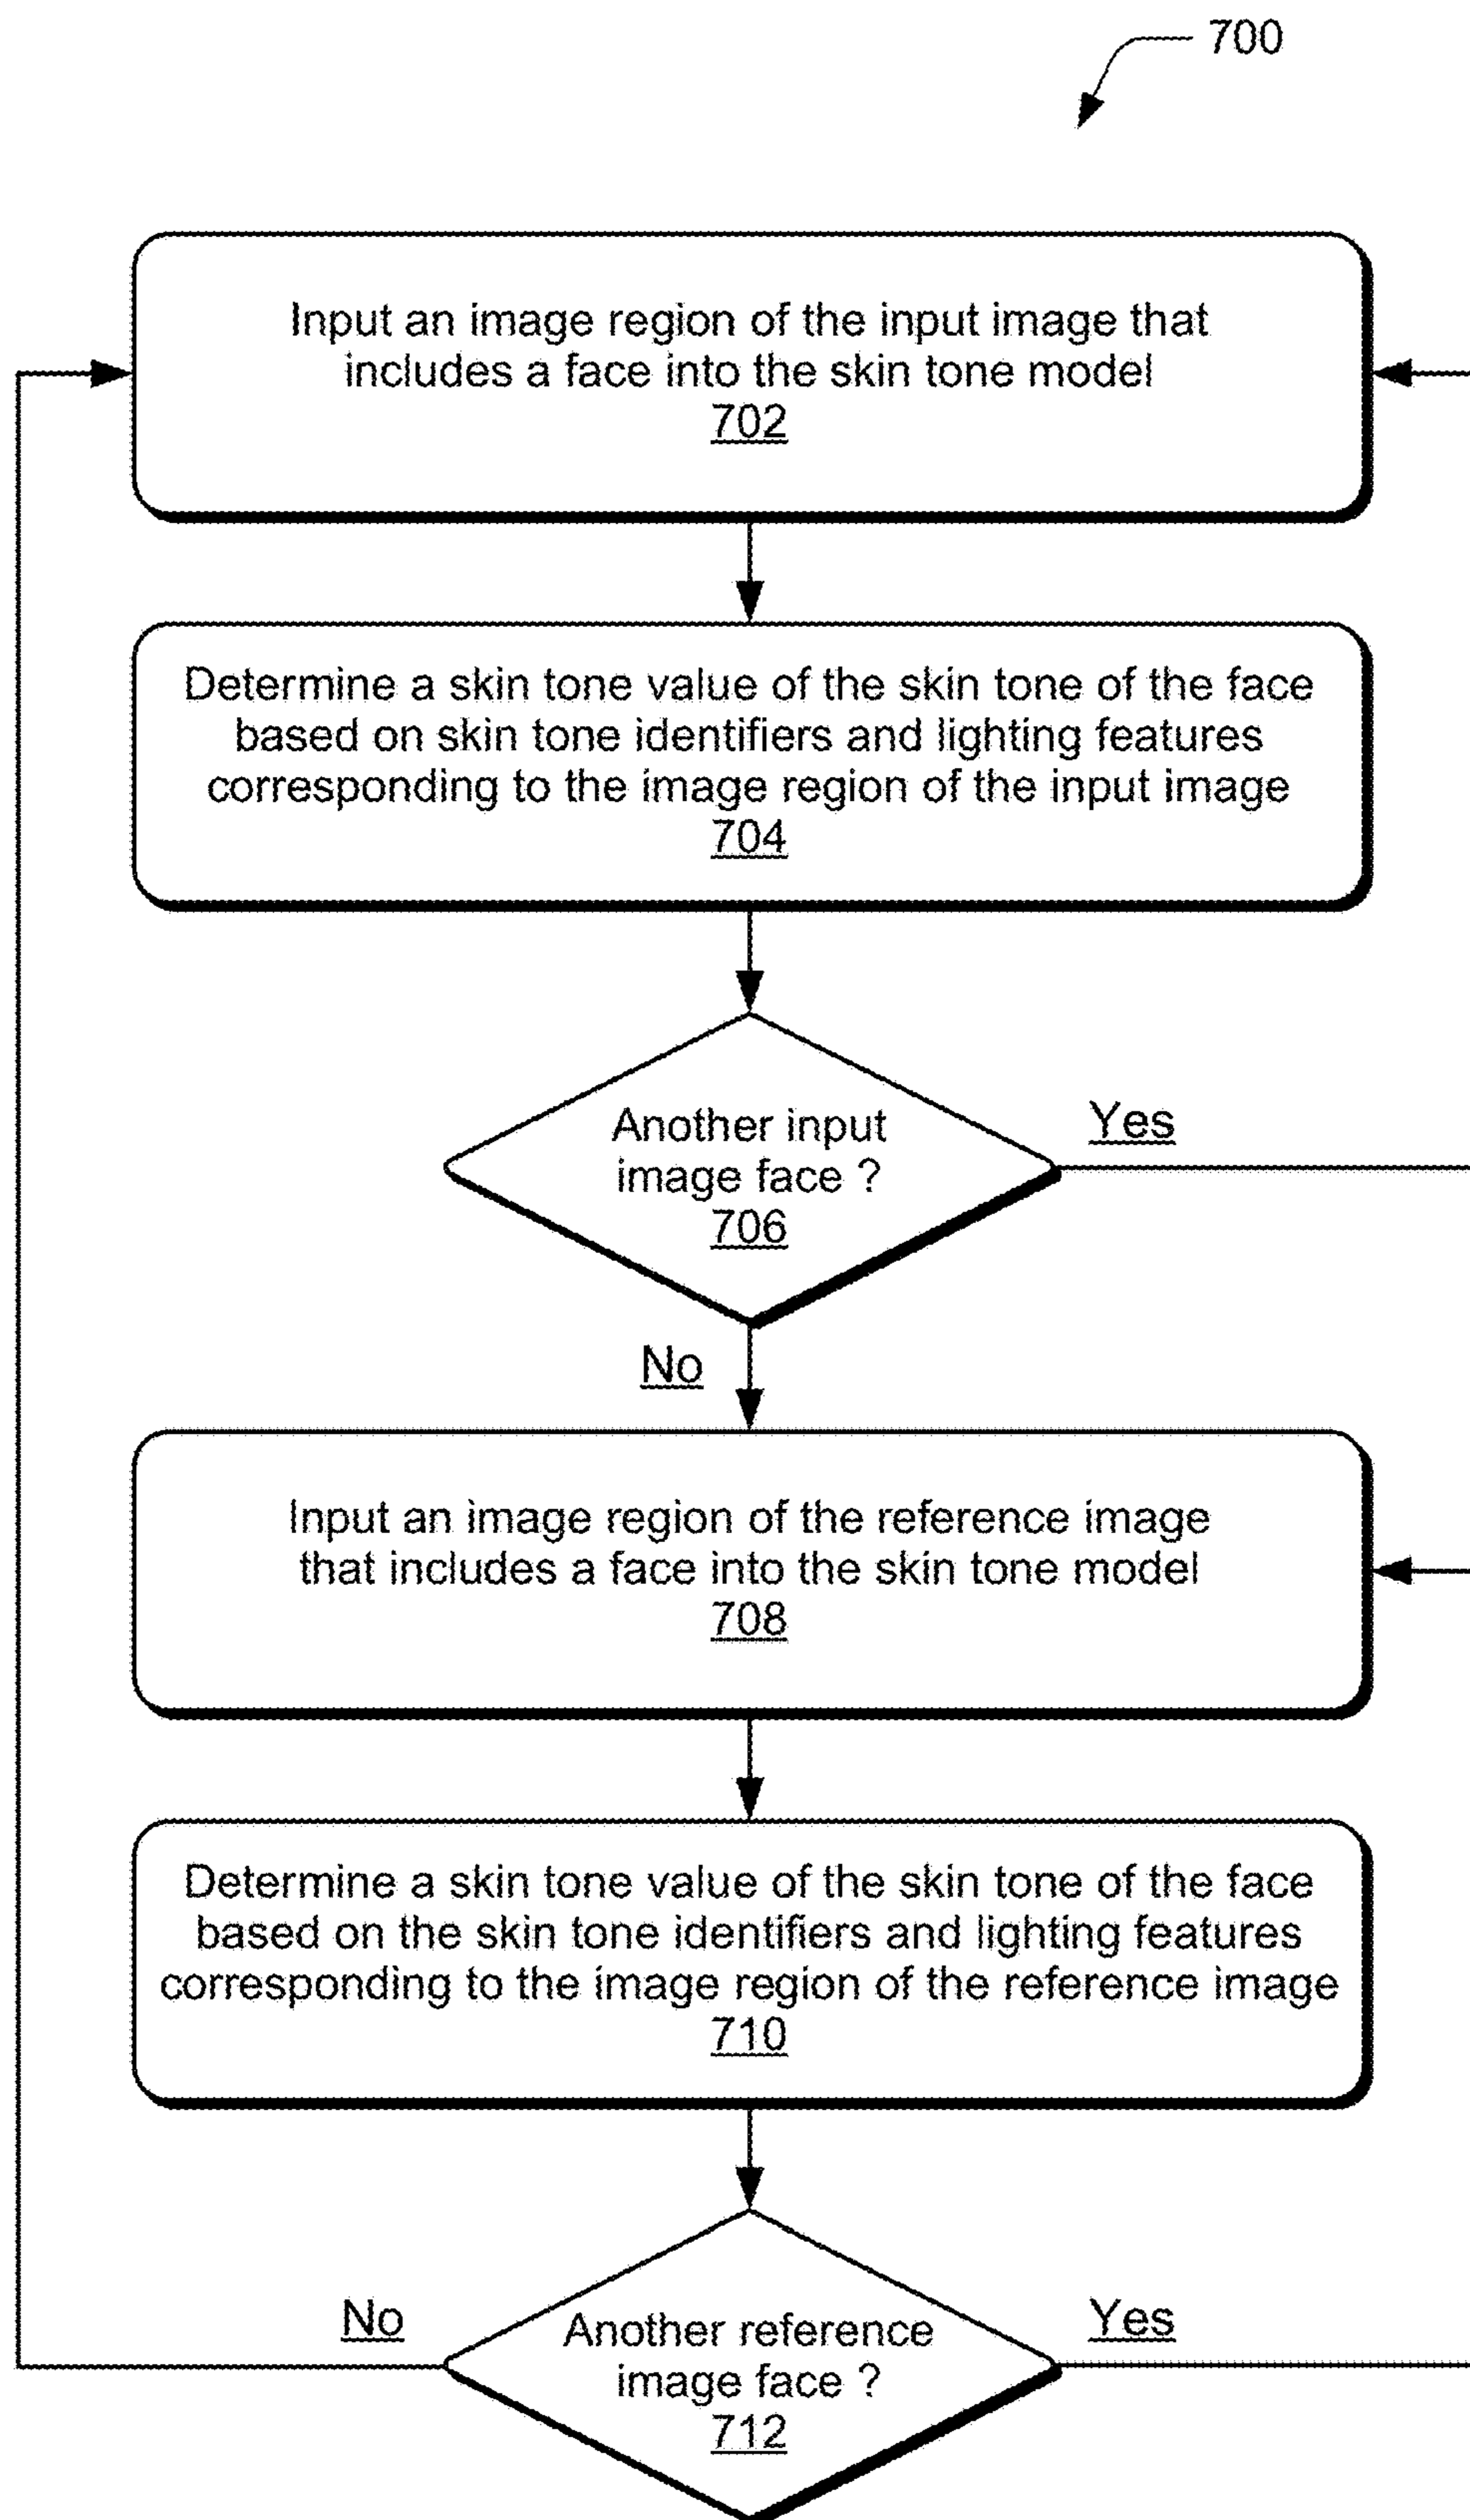 700
Input an image region of the input image that
includes a face into the skin tone model
702
Determine a skin tone value of the skin tone of the face
based on skin tone identifiers and lighting features
corresponding to the image region of the input image
704
Another input
image face ?
706
Yes
No
Input an image region of the reference image
that includes a face into the skin tone model
708
Determine a skin tone value of the skin tone of the face
based on the skin tone identifiers and lighting features
corresponding to the image region of the reference image
710
No
Another reference
image face ?
712
Yes